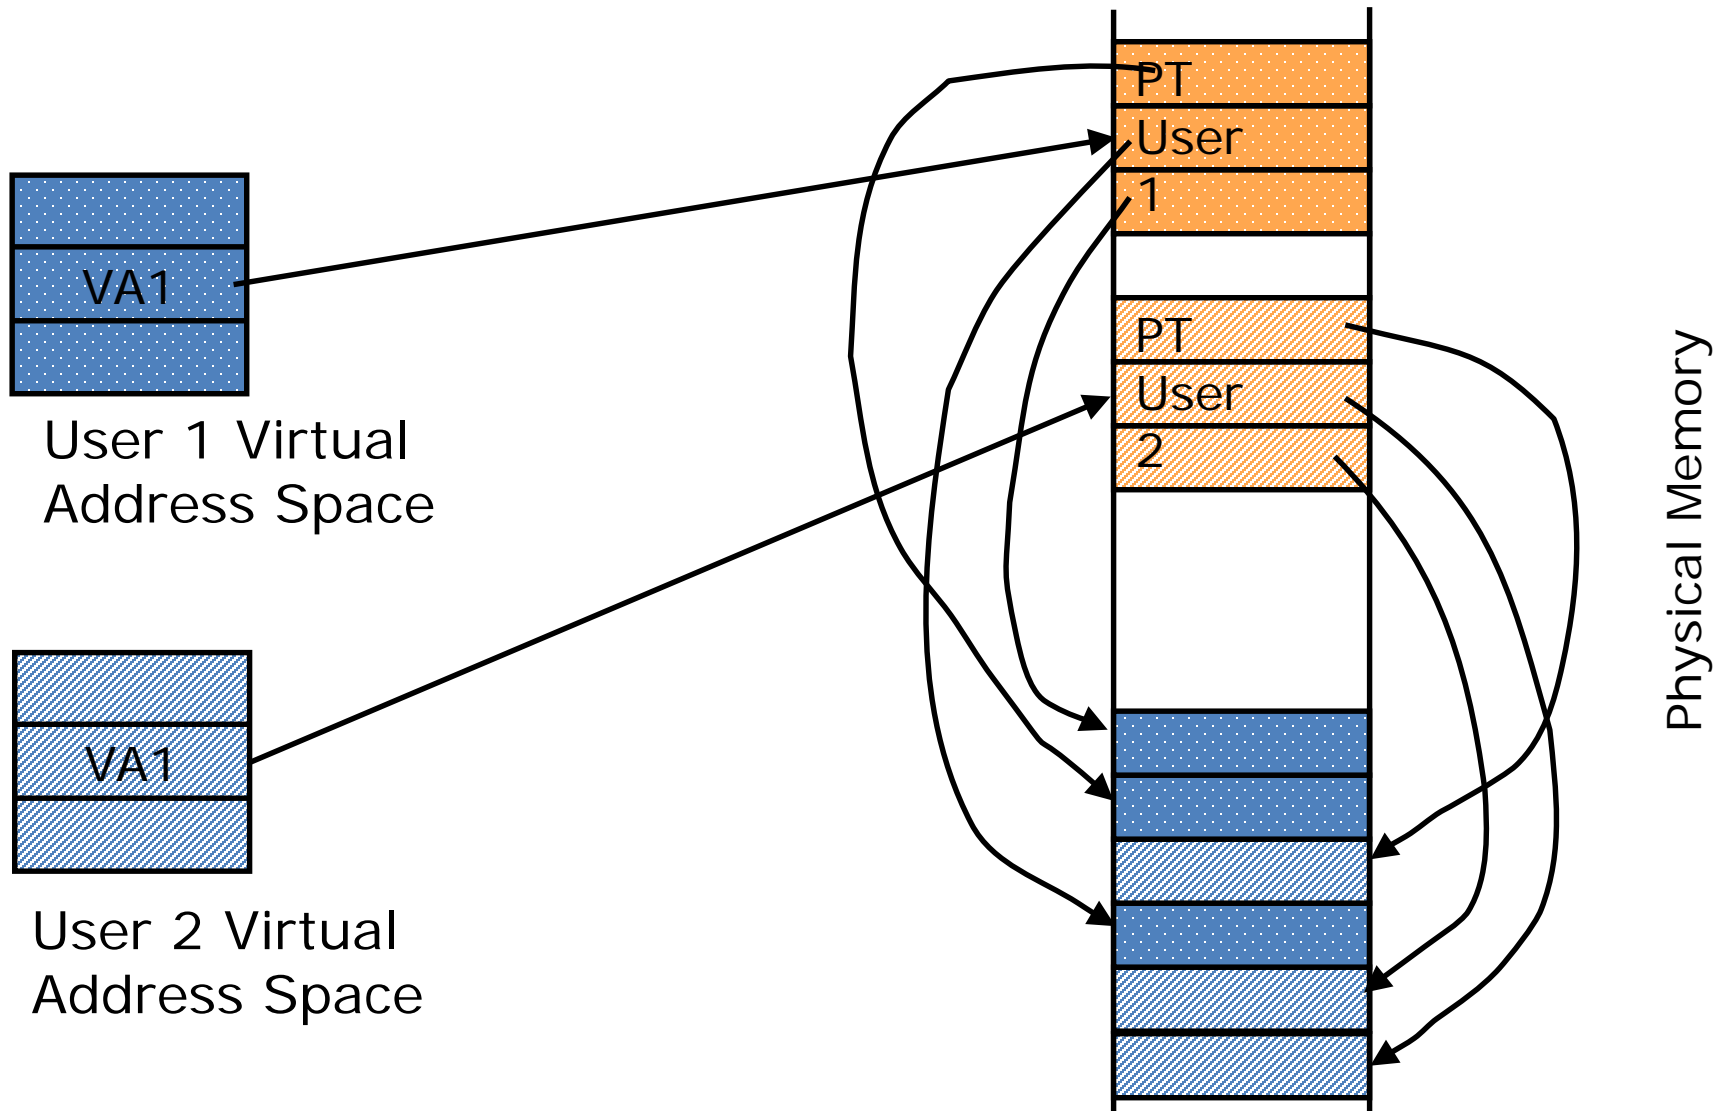 VA1
User 1 Virtual
Address Space
VA1
User 2 Virtual
Address Space
PT
User
1
PT
User
2
Physical Memory